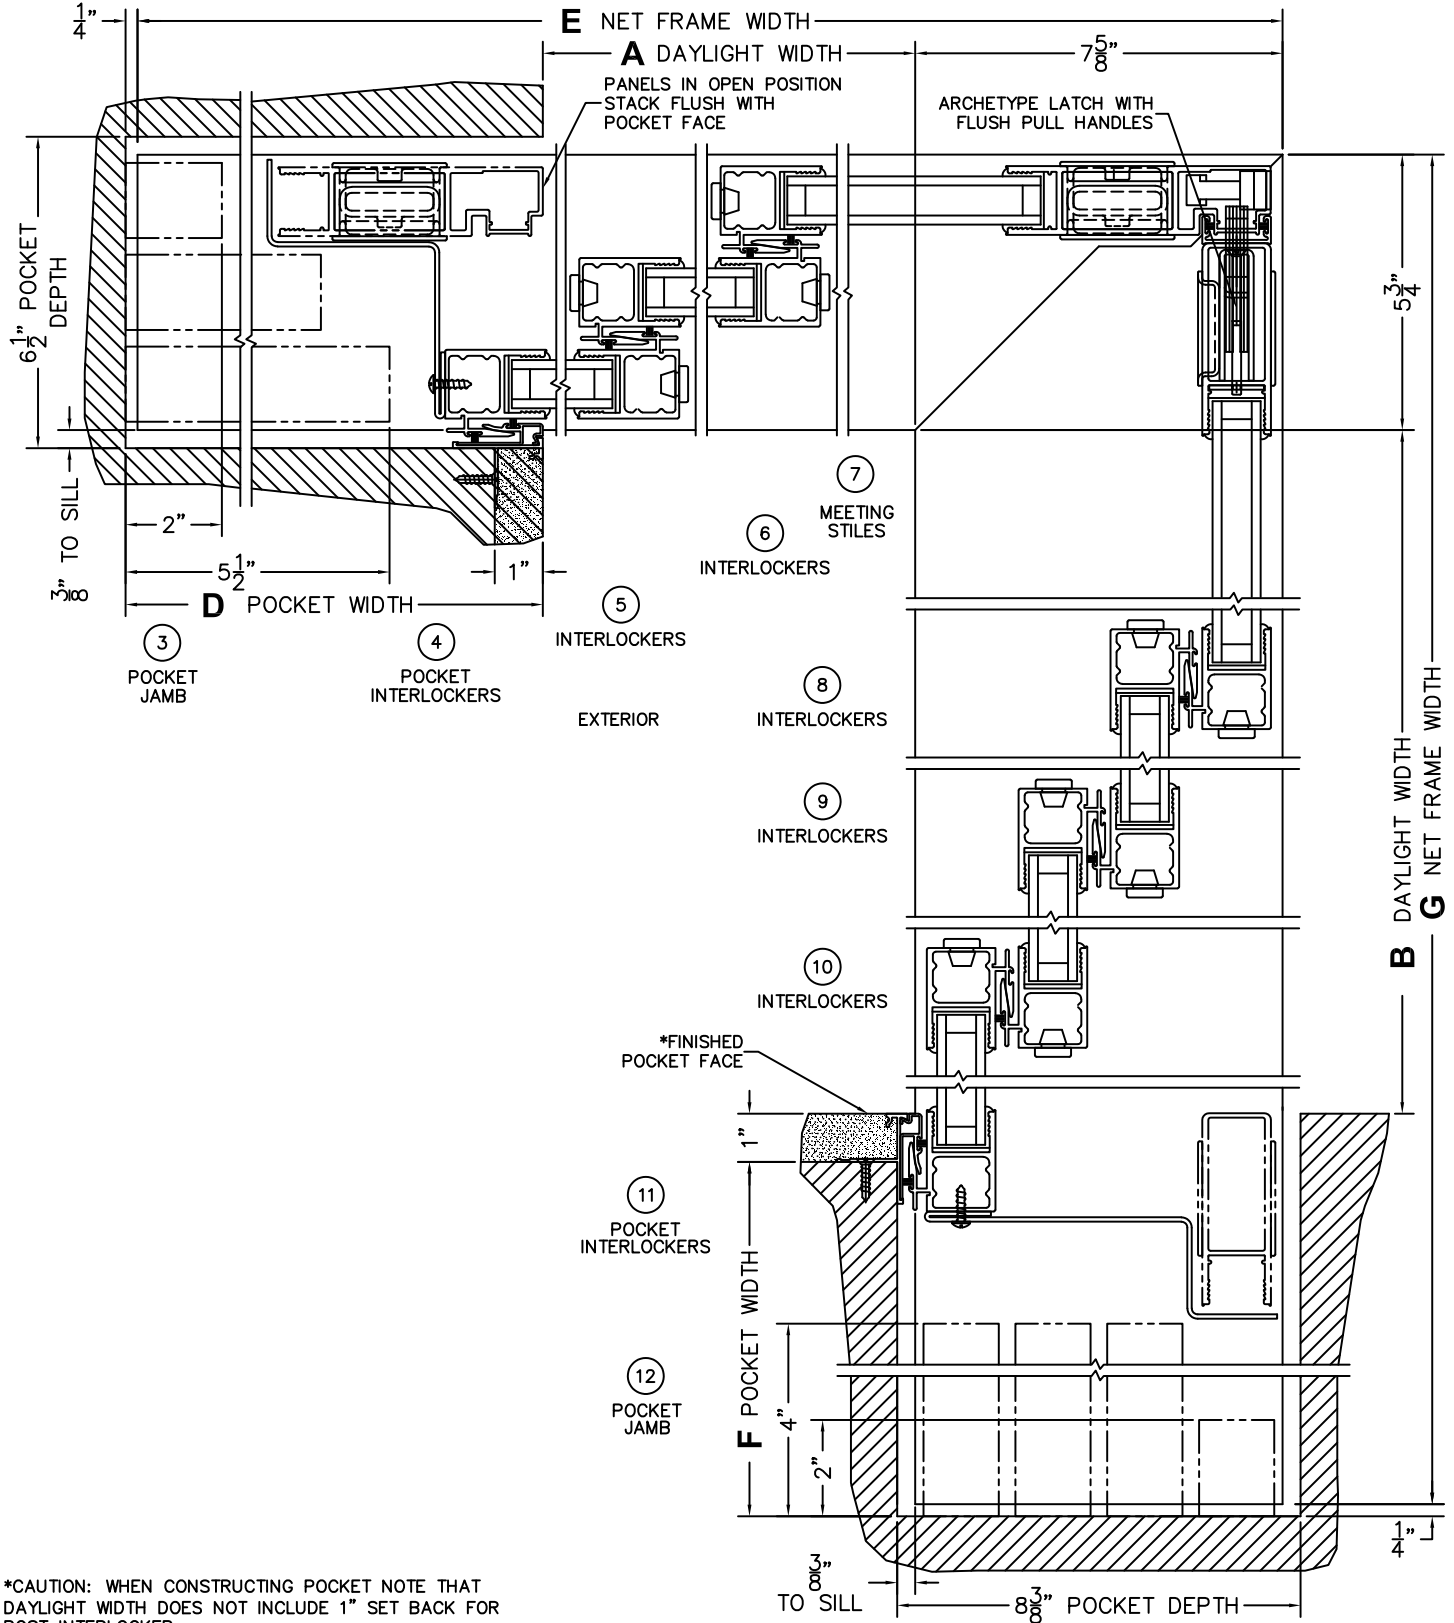 1/4"
E NET FRAME WIDTH
A DAYLIGHT WIDTH
7 5/8"
PANELS IN OPEN POSITION
STACK FLUSH WITH
POCKET FACE
ARCHETYPE LATCH WITH
FLUSH PULL HANDLES
6 1/2" POCKET
DEPTH
5 3/4"
3/8" TO SILL
2"
5 1/2"
1"
D POCKET WIDTH
3
POCKET
JAMB
4
POCKET
INTERLOCKERS
5
INTERLOCKERS
6
INTERLOCKERS
7
MEETING
STILES
EXTERIOR
8
INTERLOCKERS
9
INTERLOCKERS
10
INTERLOCKERS
B DAYLIGHT WIDTH
G NET FRAME WIDTH
*FINISHED
POCKET FACE
1"
11
POCKET
INTERLOCKERS
F POCKET WIDTH
12
POCKET
JAMB
4"
2"
1/4"
3/8"
TO SILL
8 3/8" POCKET DEPTH
*CAUTION: WHEN CONSTRUCTING POCKET NOTE THAT
DAYLIGHT WIDTH DOES NOT INCLUDE 1" SET BACK FOR